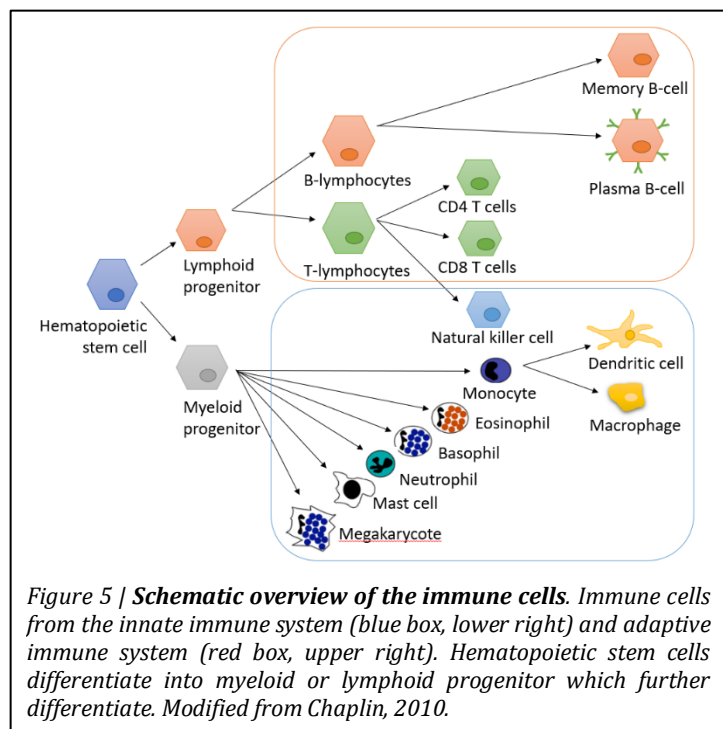 Memory B-cell
B-lymphocytes
Plasma B-cell
CD4 T cells
Lymphoid
progenitor
T-lymphocytes
CD8 T cells
Hematopoietic
stem cell
Natural killer cell
Dendritic cell
Monocyte
Myeloid
progenitor
Eosinophil
Macrophage
Basophil
Neutrophil
Mast cell
Megakarycote
Figure 5 | Schematic overview of the immune cells. Immune cells
from the innate immune system (blue box, lower right) and adaptive
immune system (red box, upper right). Hematopoietic stem cells
differentiate into myeloid or lymphoid progenitor which further
differentiate. Modified from Chaplin, 2010.